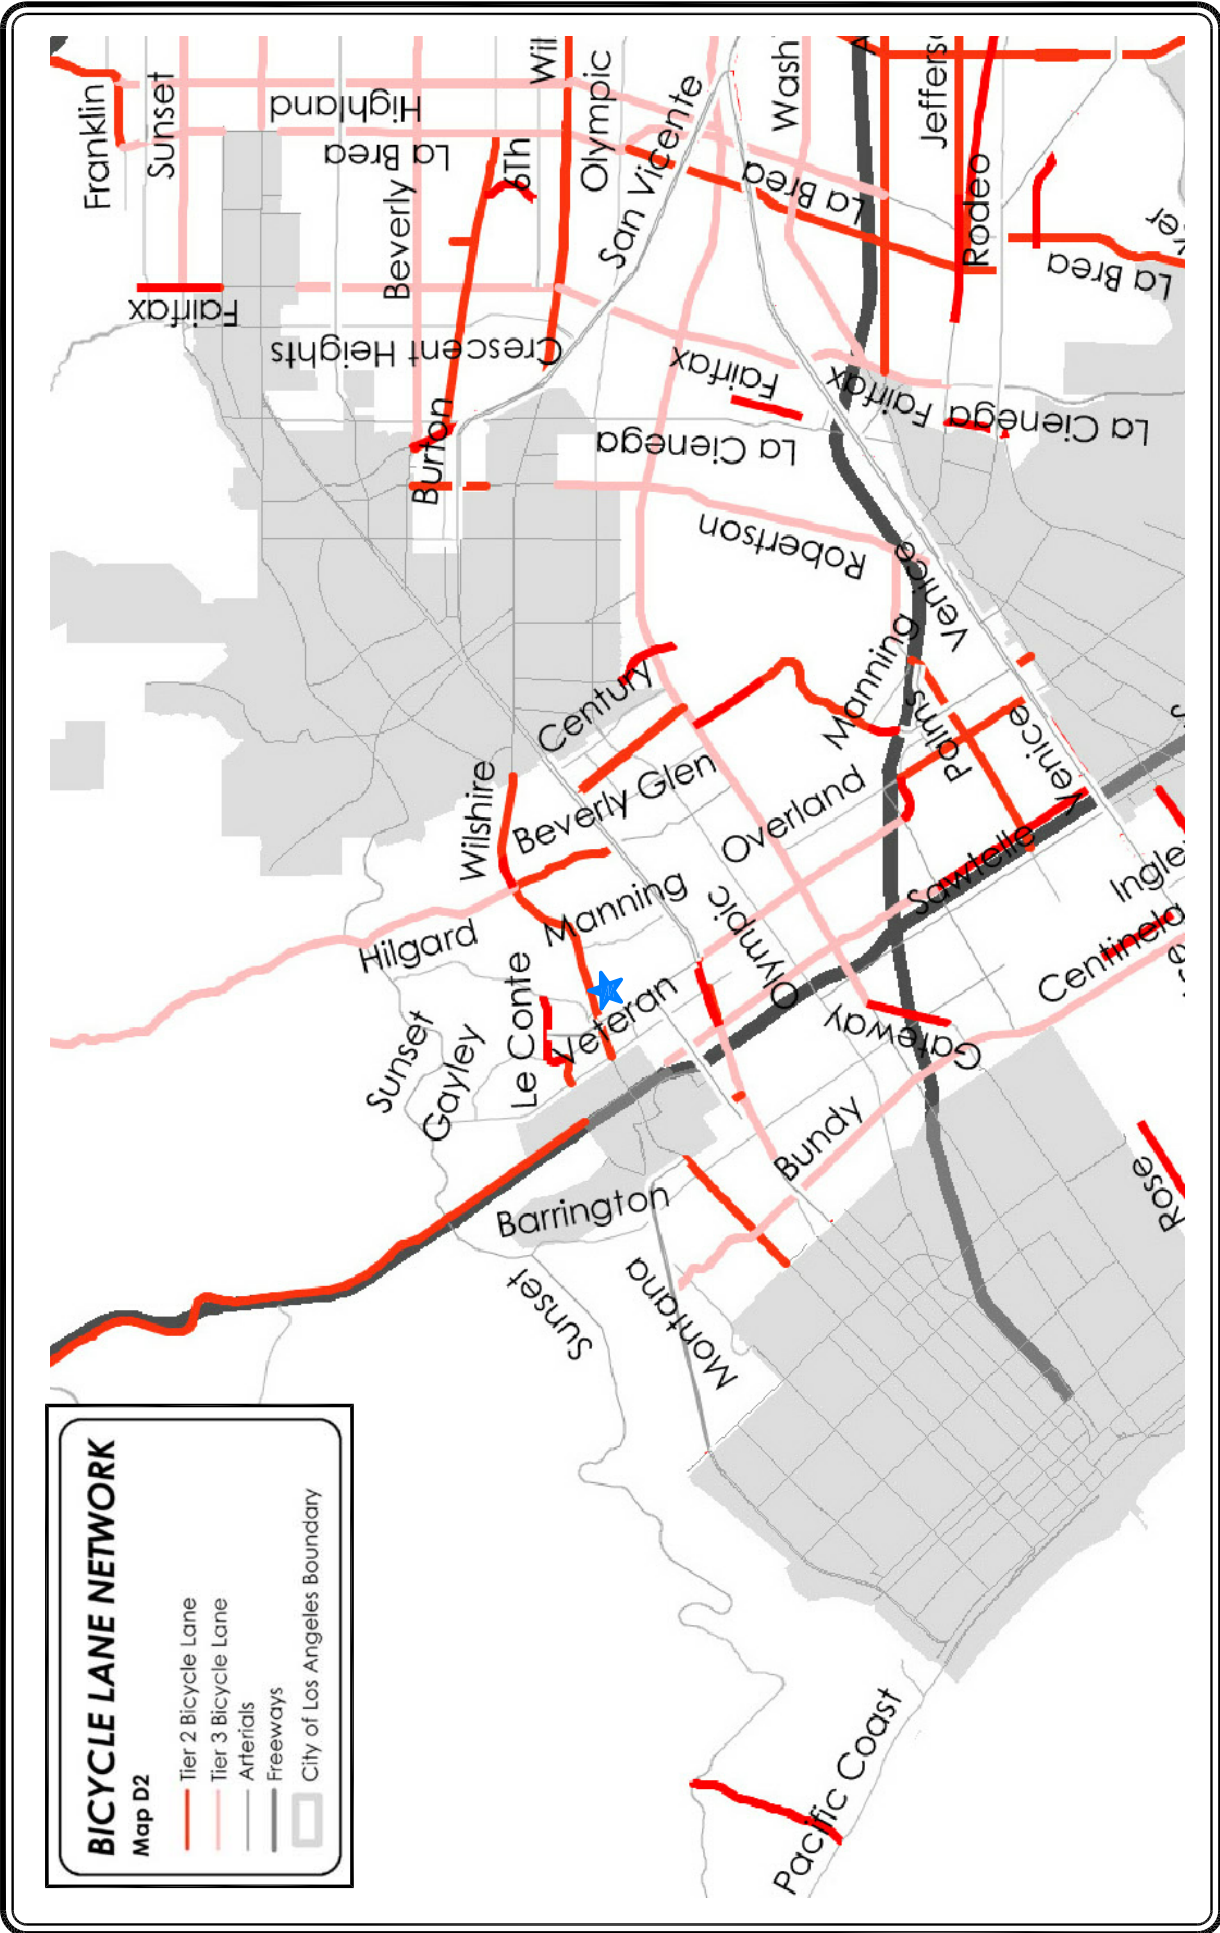 BICYCLE LANE NETWORK
Map D2
Tier 2 Bicycle Lane
Tier 3 Bicycle Lane
Arterials
Freeways
City of Los Angeles Boundary
Franklin
Sunset
Highland
La Brea
Beverly
6Th
Wil
Olympic
San Vicente
Wash
La Brea
Jeffers
Rodeo
La Brea
Fairfax
Crescent Heights
Fairfax
Fairfax
La Cienega
La Cienega
Burton
Robertson
Venice
Manning
Century
Palms
Venice
Wilshire
Beverly Glen
Overland
Sawtelle
Manning
Hilgard
Olympic
Ingle
Centinela
Le Conte
Veteran
Gateway
Sunset
Gayley
Bundy
Barrington
Rose
Sunset
Montana
Pacific Coast